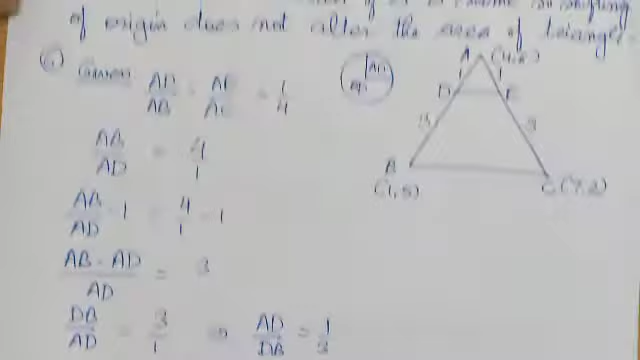 of origin does not alter the area of triangle.
Given AD/AB = AE/AC = 1/4
AB/AD = 4/1
AB/AD - 1 = 4/1 - 1
AB - AD/AD = 3
DB/AD = 3/1 ⇒ AD/DB = 1/3
A (4,6)
1 1
D E
3 3
B
(1,5)
C (7,2)